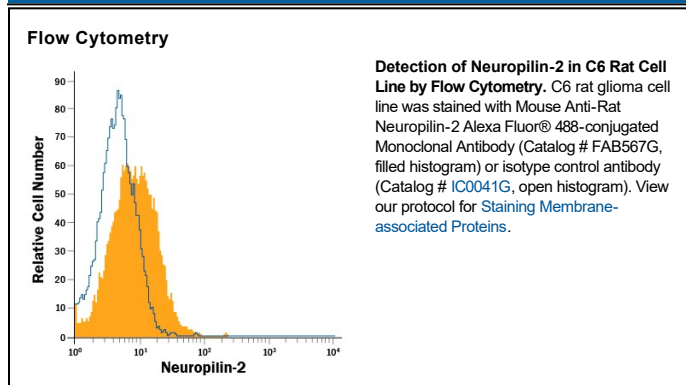 Flow Cytometry
Detection of Neuropilin-2 in C6 Rat Cell
Line by Flow Cytometry. C6 rat glioma cell
line was stained with Mouse Anti-Rat
Neuropilin-2 Alexa Fluor® 488-conjugated
Monoclonal Antibody (Catalog # FAB567G,
filled histogram) or isotype control antibody
(Catalog # IC0041G, open histogram). View
our protocol for Staining Membrane-
associated Proteins.
Relative Cell Number
90
80
70
60
50
40
30
20
10
0
10⁰ 10¹ 10² 10³ 10⁴
Neuropilin-2